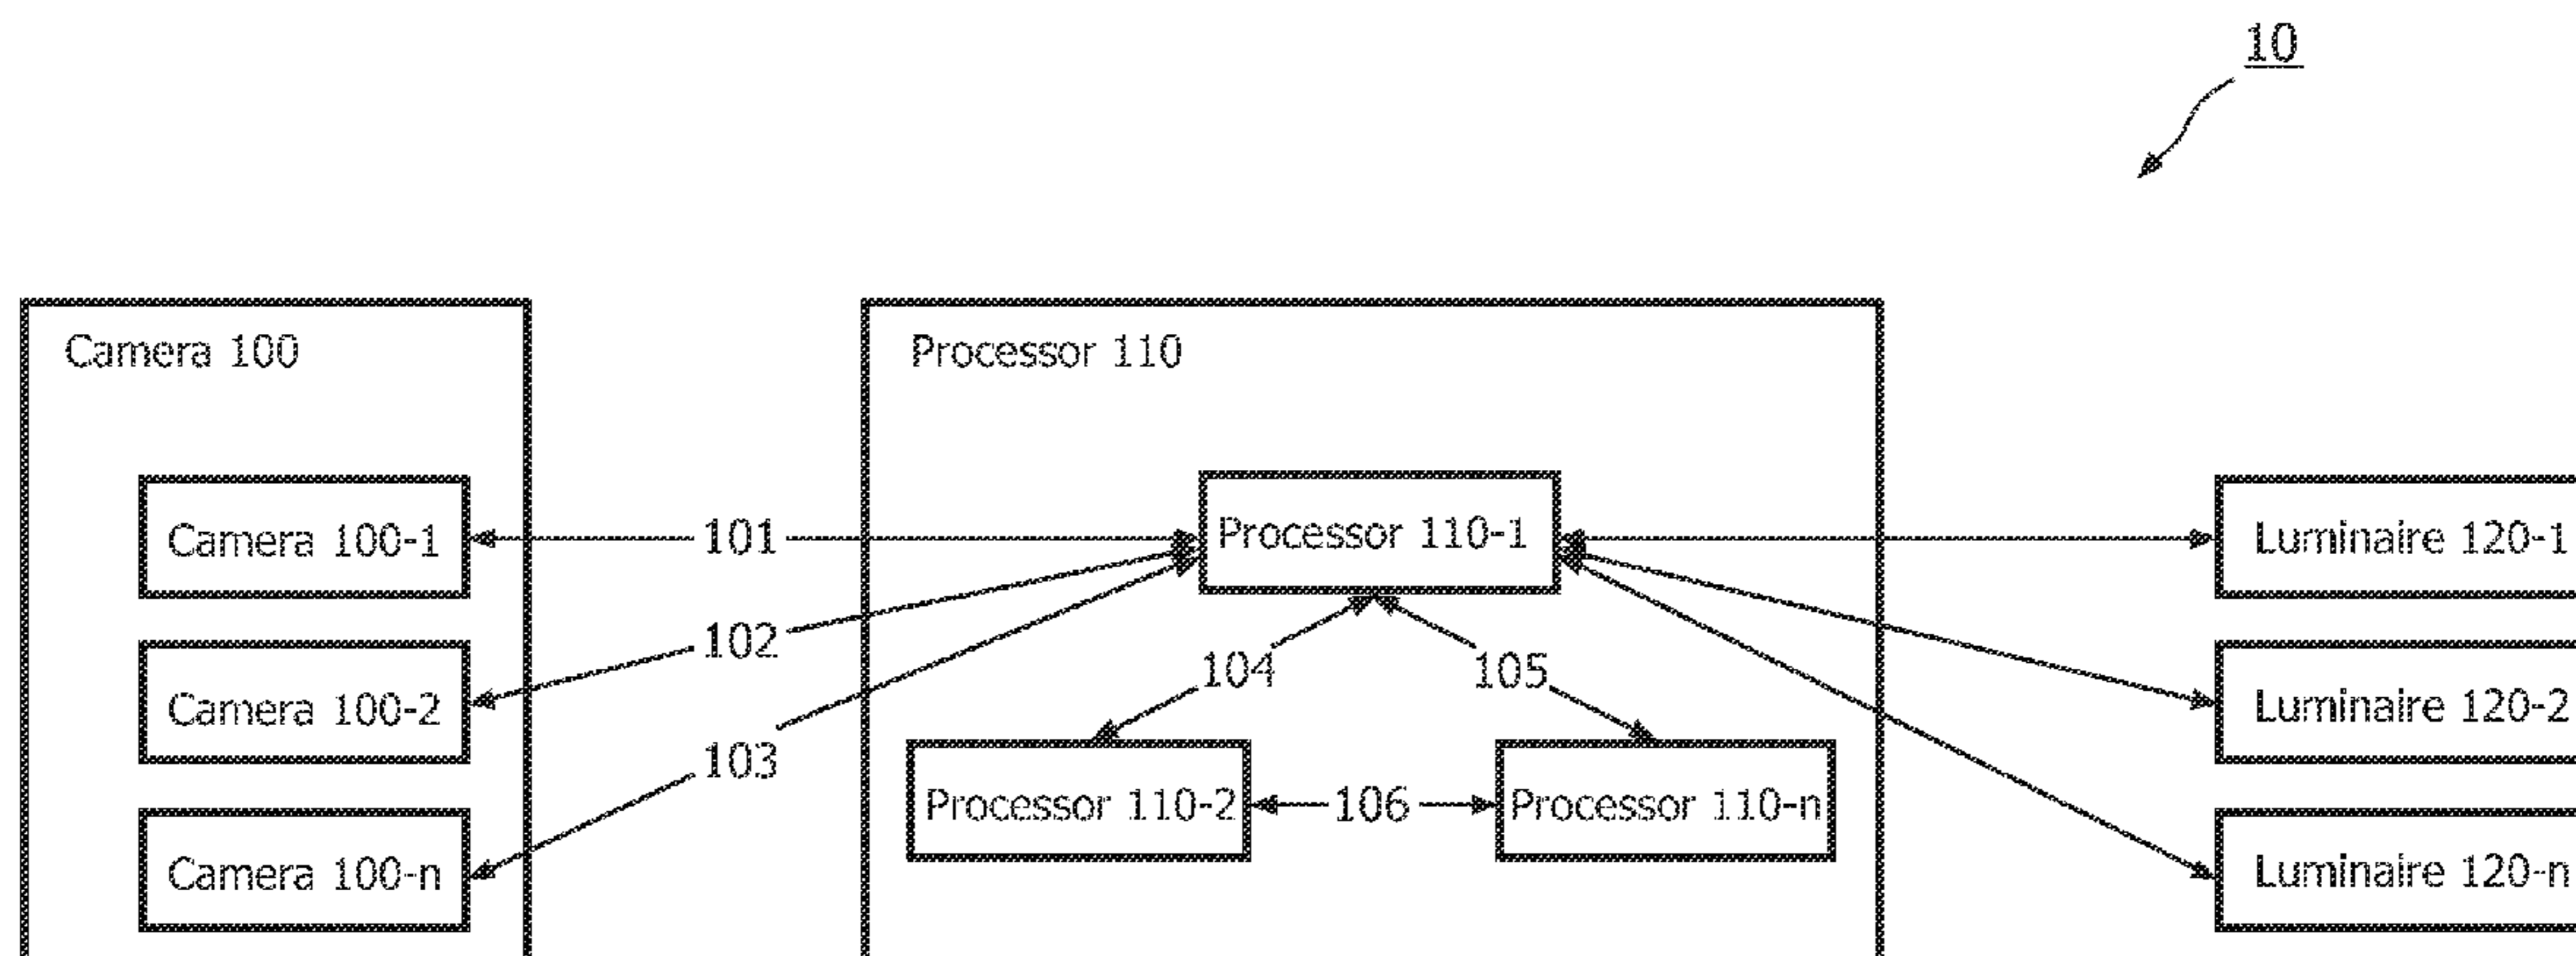 10
Camera 100
Processor 110
Camera 100-1
101
Processor 110-1
Luminaire 120-1
102
104
105
Camera 100-2
Luminaire 120-2
103
Processor 110-2
106
Processor 110-n
Camera 100-n
Luminaire 120-n